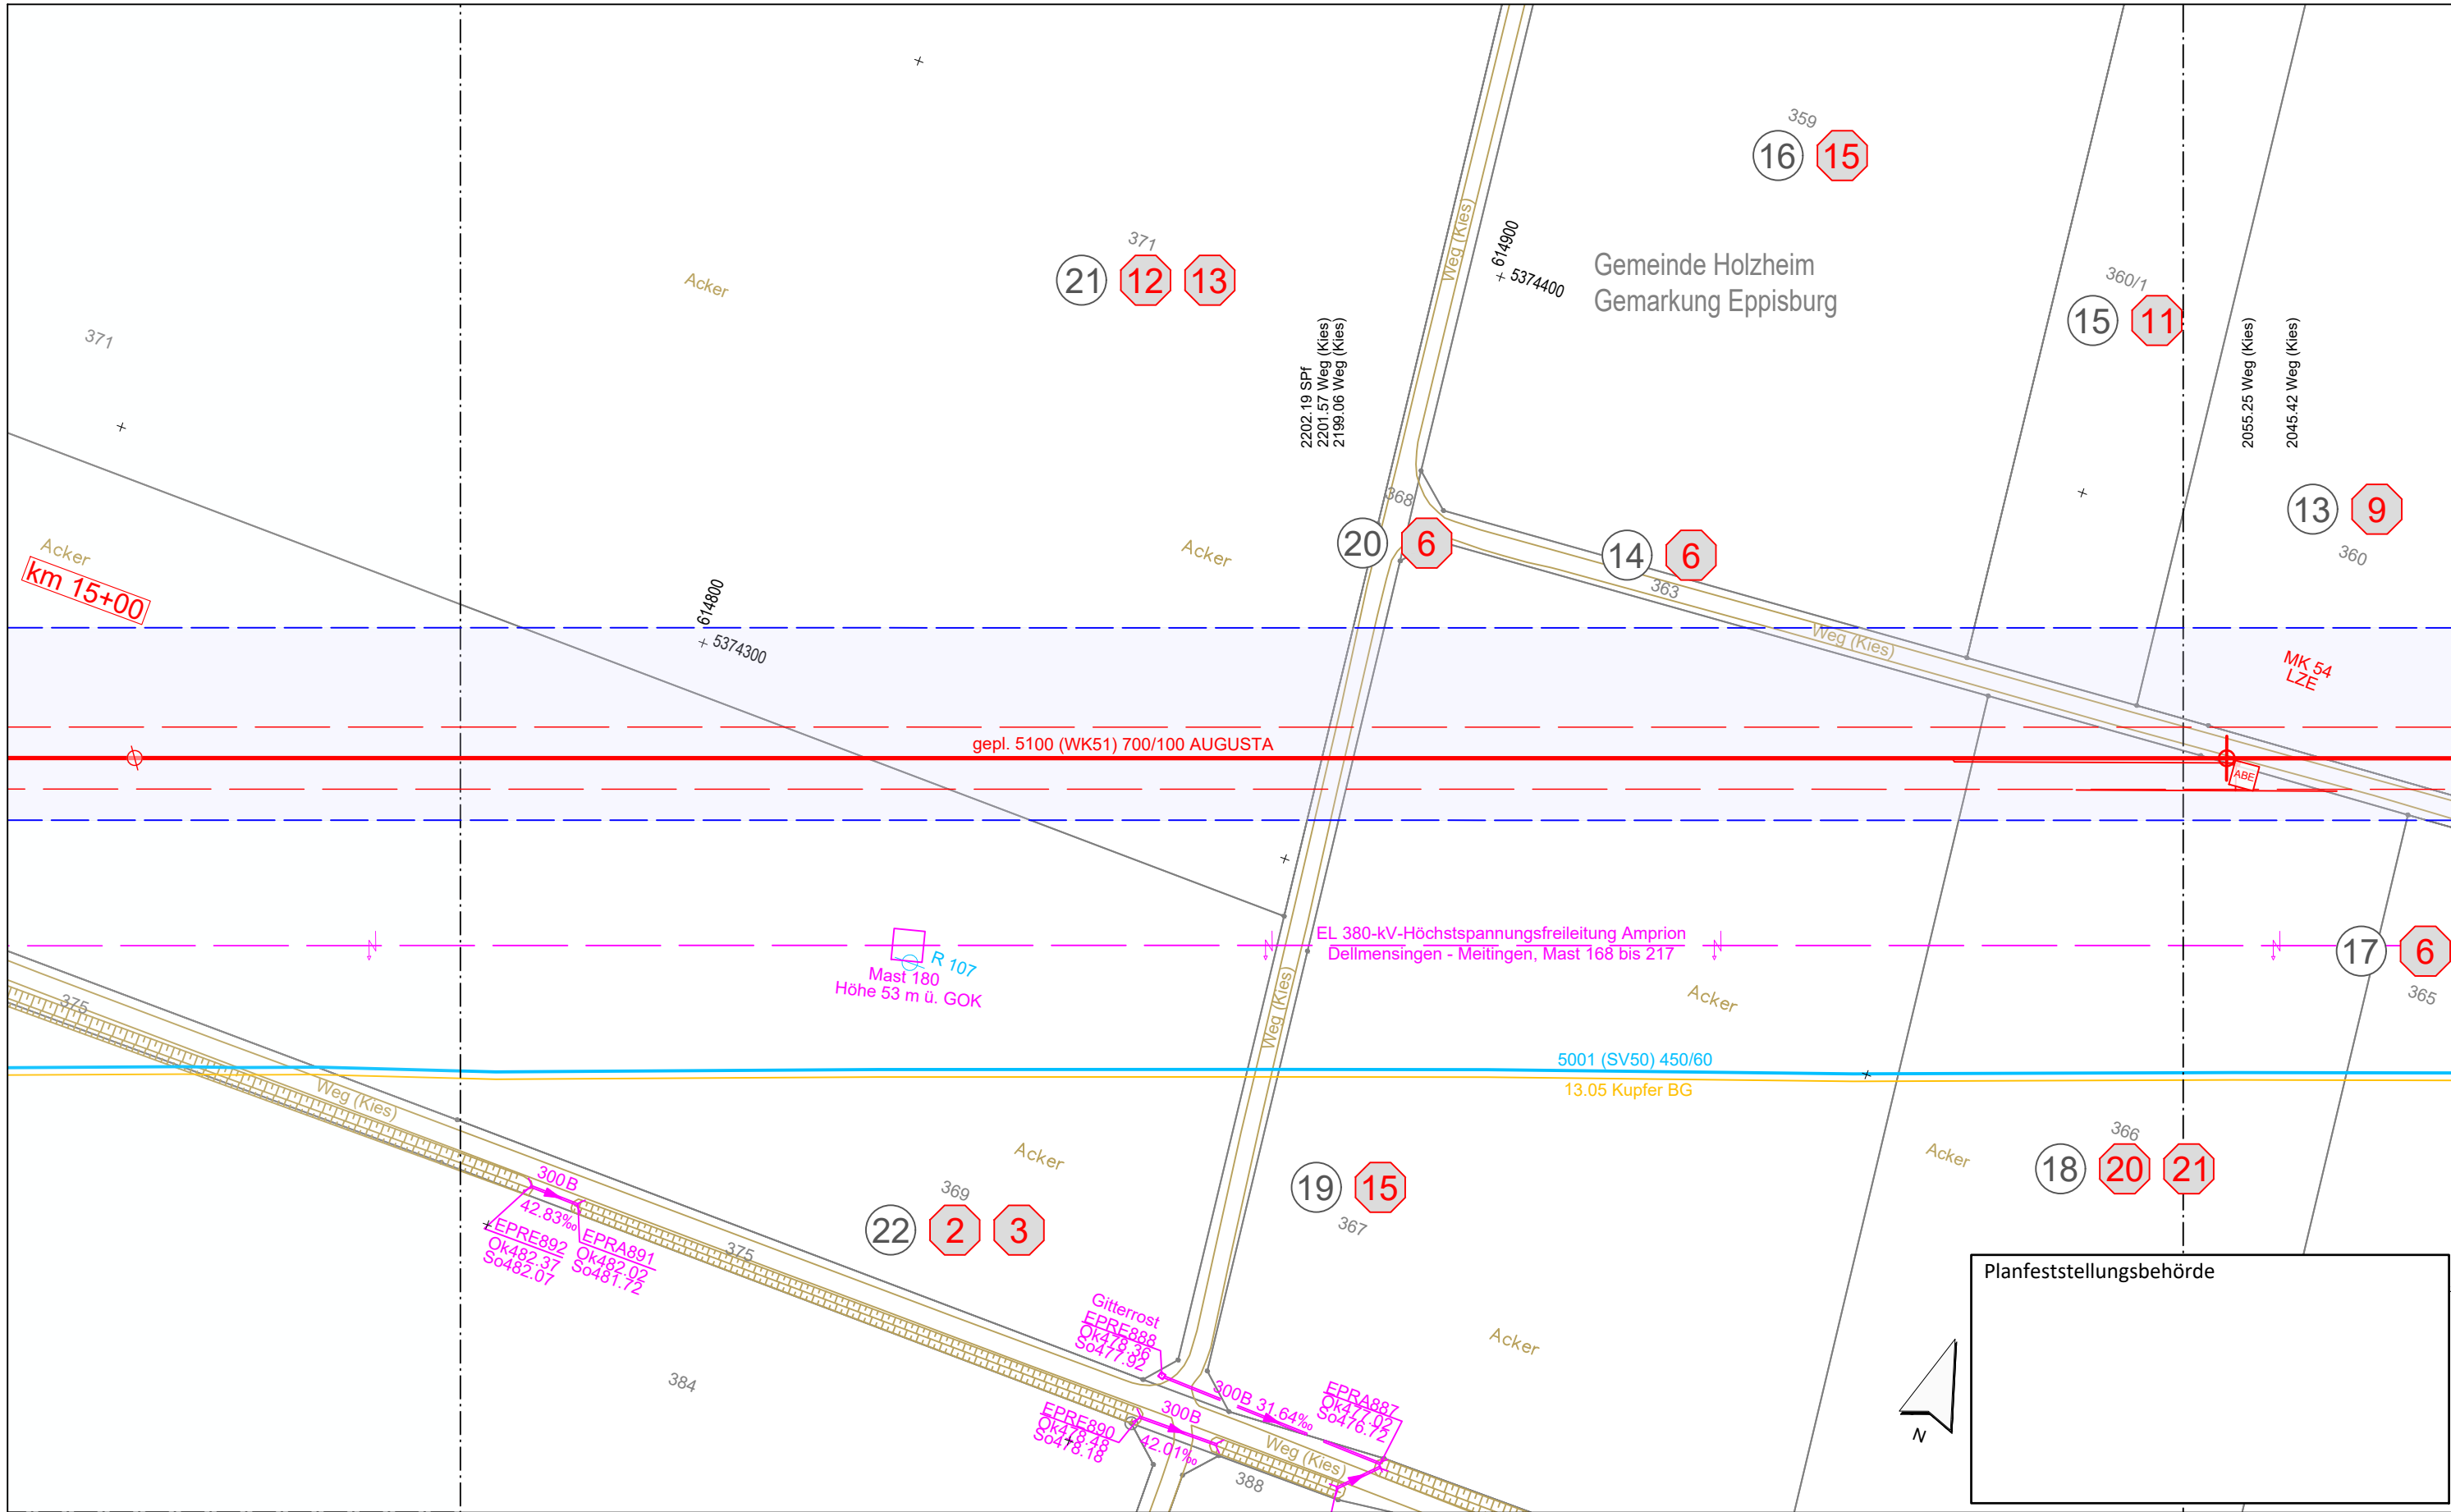 359
16 15
371
21 12 13
Acker
Weg (Kies)
614900
5374400
Gemeinde Holzheim
Gemarkung Eppisburg
360/1
15 11
371
2202.19 SPf
2201.57 Weg (Kies)
2199.06 Weg (Kies)
2055.25 Weg (Kies)
2045.42 Weg (Kies)
368
13 9
360
Acker
km 15+00
Acker
20 6
14 6
363
614800
5374300
Weg (Kies)
MK 54
LZE
gepl. 5100 (WK51) 700/100 AUGUSTA
ABE
EL 380-kV-Höchstspannungsfreileitung Amprion
Dellmensingen - Meitingen, Mast 168 bis 217
R 107
Mast 180
Höhe 53 m ü. GOK
17 6
365
375
Acker
Weg (Kies)
5001 (SV50) 450/60
13.05 Kupfer BG
Weg (Kies)
Acker
Acker
366
18 20 21
300B
42.83‰
EPRE892
Ok482.37
So482.07
EPRA891
Ok482.02
So481.72
375
369
22 2 3
19 15
367
Planfeststellungsbehörde
Gitterrost
EPRE888
Ok478.36
So477.92
Acker
384
300B 31.64‰
EPRA887
Ok477.02
So476.72
EPRE890
Ok478.48
So478.18
300B
42.01‰
Weg (Kies)
388
N